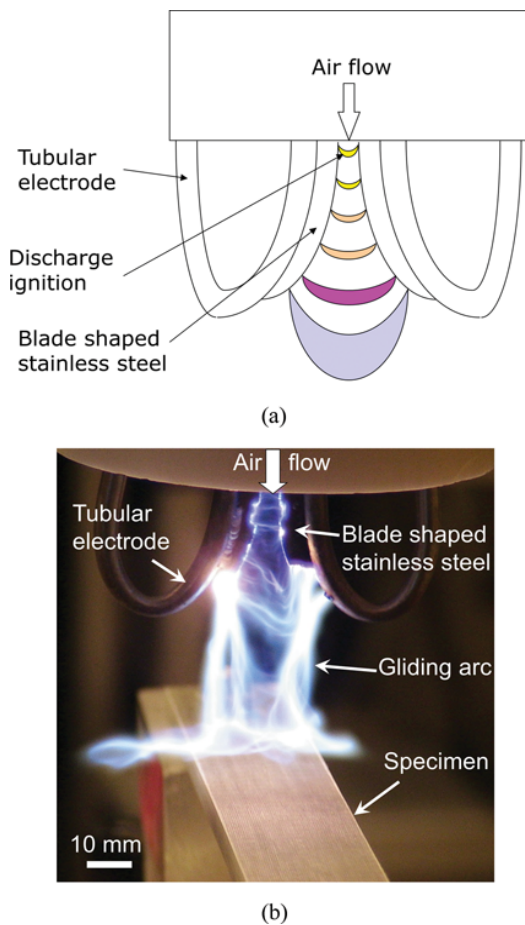 Air flow
Tubular
electrode
Discharge
ignition
Blade shaped
stainless steel
(a)
Air flow
Tubular
electrode
Blade shaped
stainless steel
Gliding arc
Specimen
10 mm
(b)